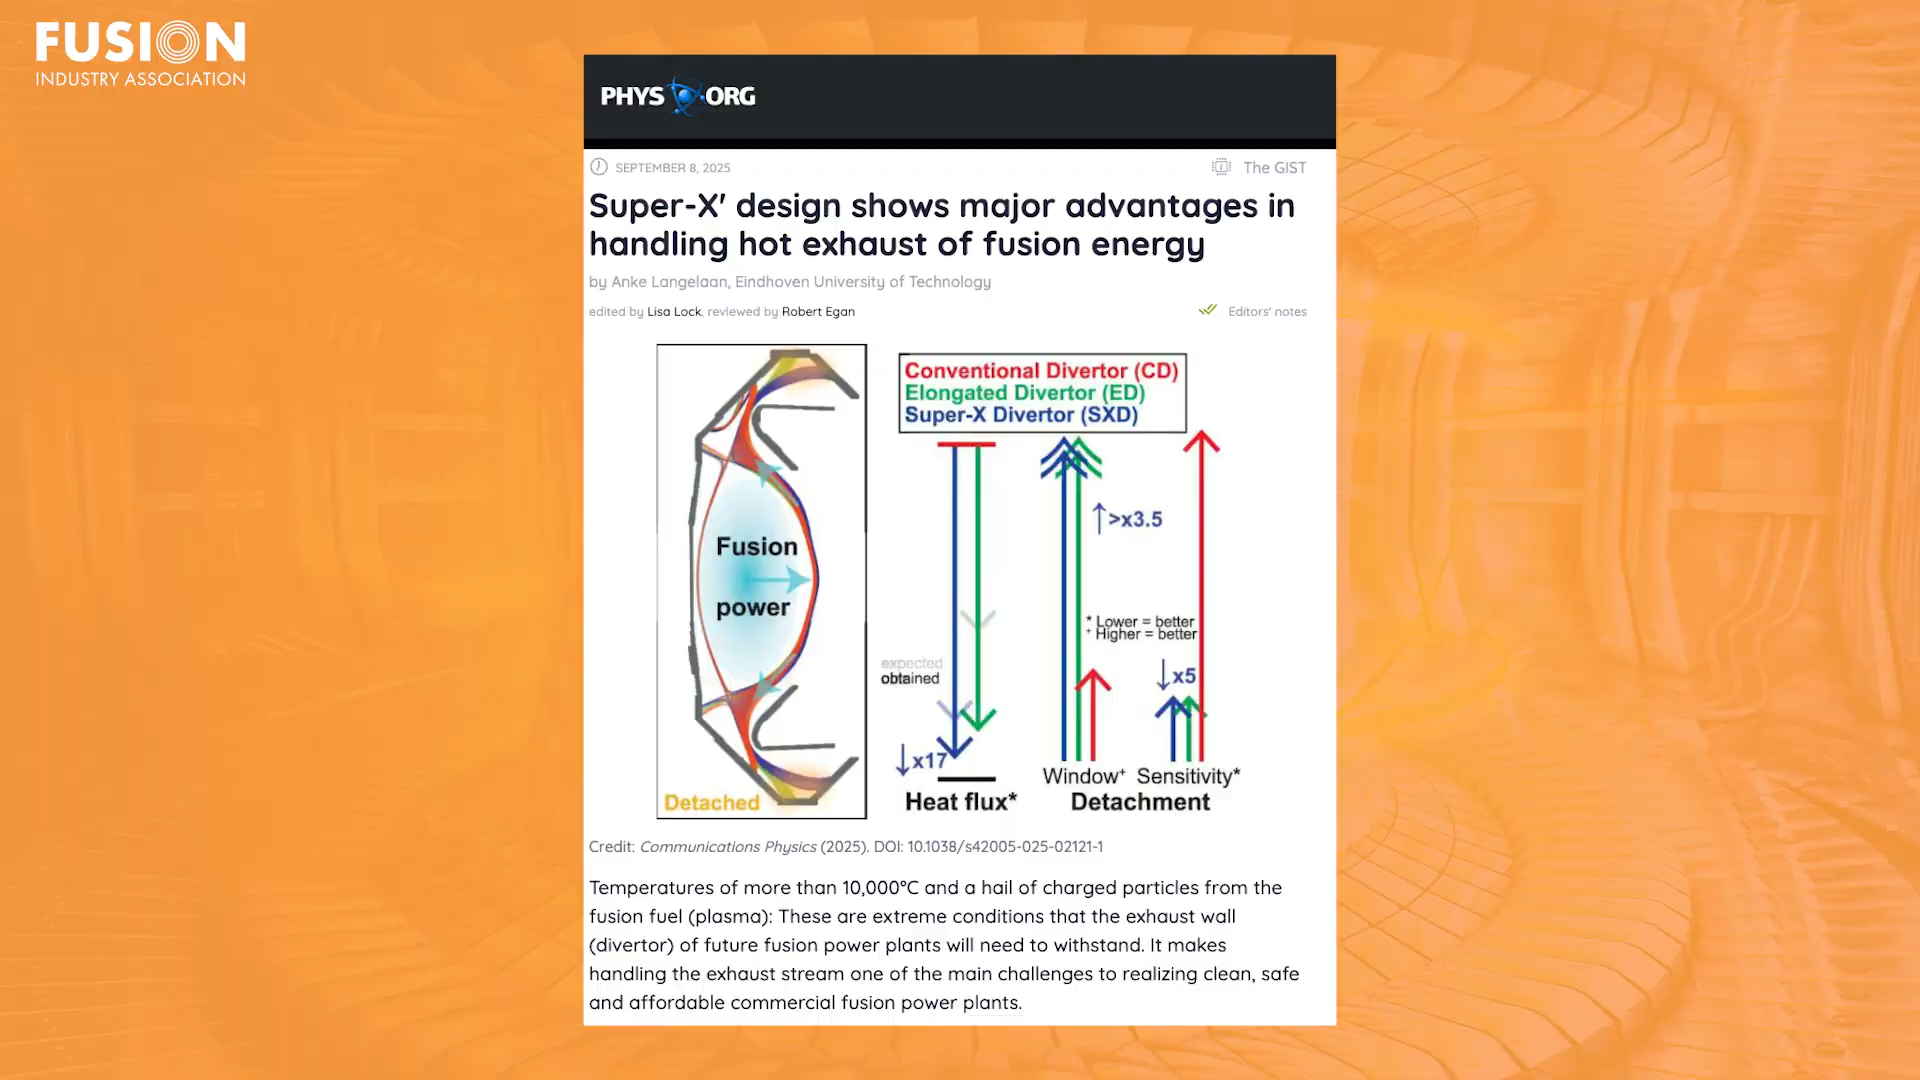 FUSION
INDUSTRY ASSOCIATION
PHYS ORG
SEPTEMBER 8, 2025
The GIST
Super-X' design shows major advantages in
handling hot exhaust of fusion energy
by Anke Langelaan, Eindhoven University of Technology
edited by Lisa Lock, reviewed by Robert Egan
Editors' notes
Fusion
power
Detached
Conventional Divertor (CD)
Elongated Divertor (ED)
Super-X Divertor (SXD)
↑>x3.5
* Lower = better
+ Higher = better
expected
obtained
↓x5
↓x17
Window+ Sensitivity*
Heat flux* Detachment
Credit: Communications Physics (2025). DOI: 10.1038/s42005-025-02121-1
Temperatures of more than 10,000°C and a hail of charged particles from the
fusion fuel (plasma): These are extreme conditions that the exhaust wall
(divertor) of future fusion power plants will need to withstand. It makes
handling the exhaust stream one of the main challenges to realizing clean, safe
and affordable commercial fusion power plants.